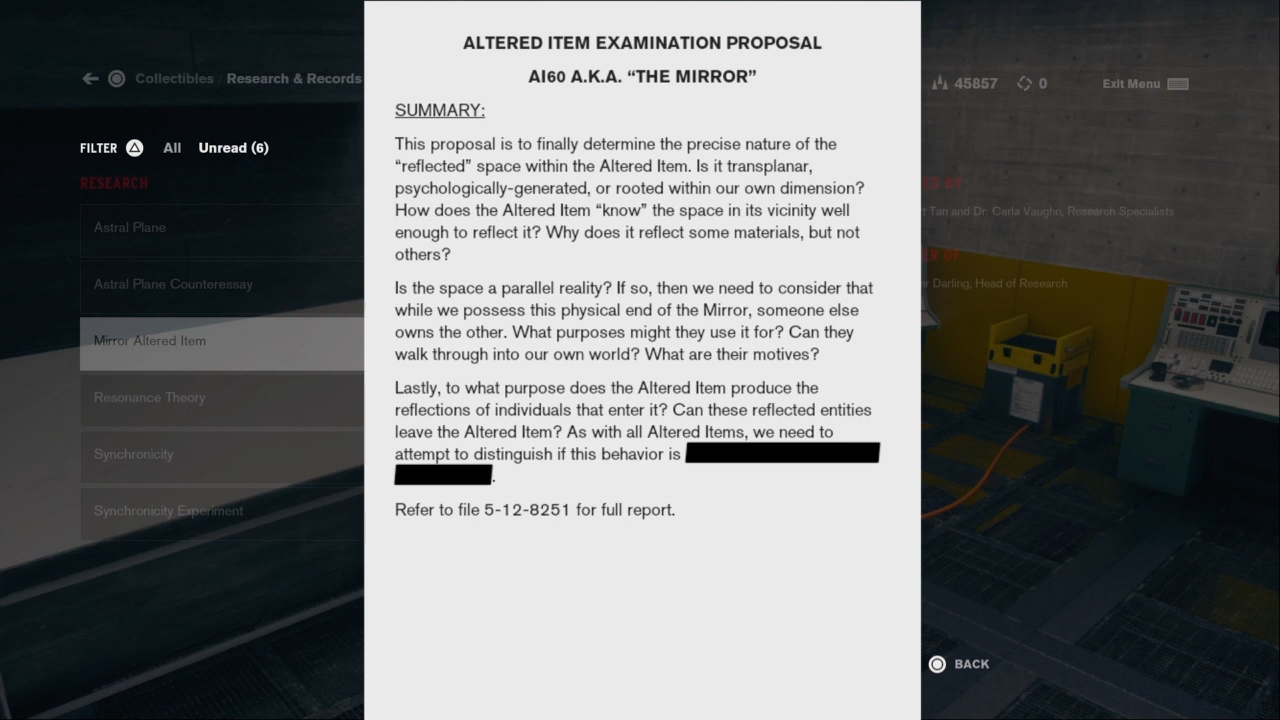 ALTERED ITEM EXAMINATION PROPOSAL
AI60 A.K.A. “THE MIRROR”
Collectibles / Research & Records
45857
0
Exit Menu
FILTER All Unread (6)
RESEARCH
Astral Plane
Astral Plane Counteressay
Mirror Altered Item
Resonance Theory
Synchronicity
Synchronicity Experiment
SUMMARY:
This proposal is to finally determine the precise nature of the
“reflected” space within the Altered Item. Is it transplanar,
psychologically-generated, or rooted within our own dimension?
How does the Altered Item “know” the space in its vicinity well
enough to reflect it? Why does it reflect some materials, but not
others?
Is the space a parallel reality? If so, then we need to consider that
while we possess this physical end of the Mirror, someone else
owns the other. What purposes might they use it for? Can they
walk through into our own world? What are their motives?
Lastly, to what purpose does the Altered Item produce the
reflections of individuals that enter it? Can these reflected entities
leave the Altered Item? As with all Altered Items, we need to
attempt to distinguish if this behavior is
.
Refer to file 5-12-8251 for full report.
Tan and Dr. Carla Vaughn, Research Specialists
Darling, Head of Research
BACK